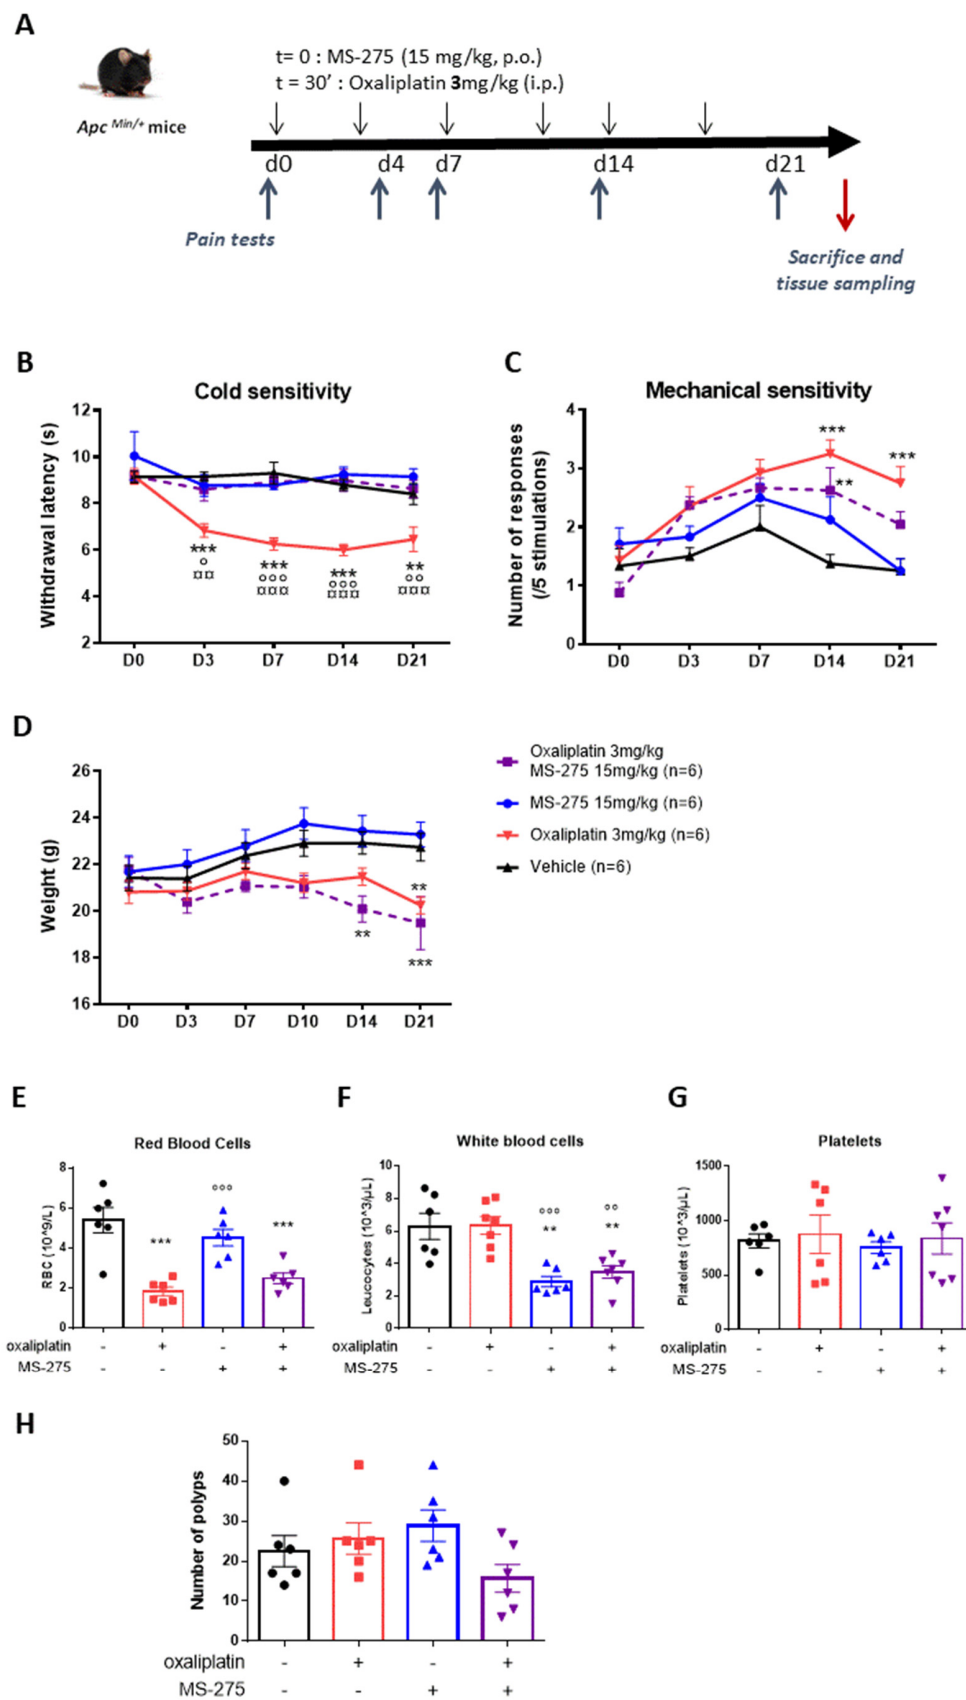 A
t= 0 : MS-275 (15 mg/kg, p.o.)
t = 30′ : Oxaliplatin 3mg/kg (i.p.)
Apc Min/+ mice
d0 d4 d7 d14 d21
Pain tests
Sacrifice and
tissue sampling
B
Cold sensitivity
Withdrawal latency (s)
12
10
8
6
4
2
***
°
¤¤
***
°°°
¤¤¤
***
°°°
¤¤¤
**
°°
¤¤¤
D0 D3 D7 D14 D21
C
Mechanical sensitivity
Number of responses
(/5 stimulations)
4
3
2
1
0
***
**
***
D0 D3 D7 D14 D21
D
Weight (g)
26
24
22
20
18
16
**
**
***
D0 D3 D7 D10 D14 D21
Oxaliplatin 3mg/kg
MS-275 15mg/kg (n=6)
MS-275 15mg/kg (n=6)
Oxaliplatin 3mg/kg (n=6)
Vehicle (n=6)
E
Red Blood Cells
RBC (10^9/L)
8
6
4
2
0
***
°°°
***
oxaliplatin - + - +
MS-275 - - + +
F
White blood cells
Leucocytes (10^3/µL)
10
8
6
4
2
0
°°°
**
°°
**
oxaliplatin - + - +
MS-275 - - + +
G
Platelets
Platelets (10^3/µL)
1500
1000
500
0
oxaliplatin - + - +
MS-275 - - + +
H
Number of polyps
50
40
30
20
10
0
oxaliplatin - + - +
MS-275 - - + +